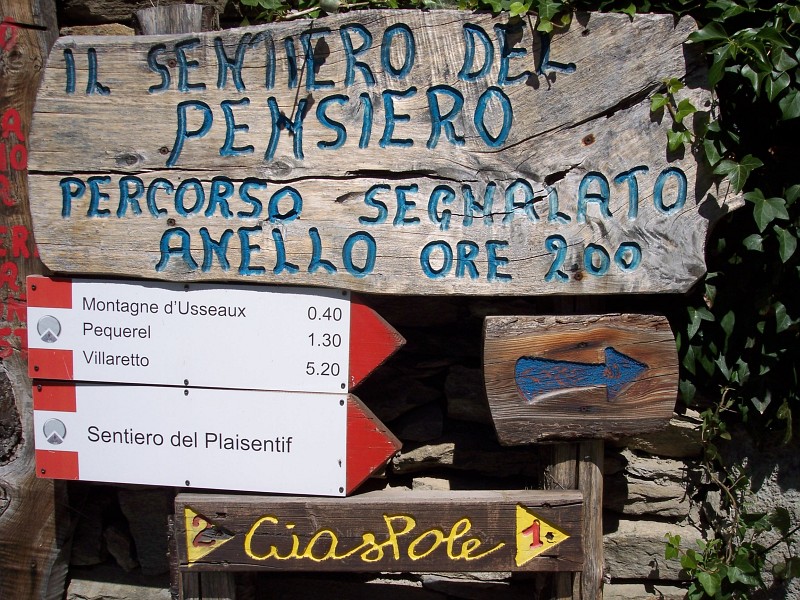 IL SENTIERO DEL
PENSIERO
PERCORSO SEGNALATO
ANELLO ORE 2.00
Montagne d'Usseaux 0.40
Pequerel 1.30
Villaretto 5.20
Sentiero del Plaisentif
2 CiasPole 1